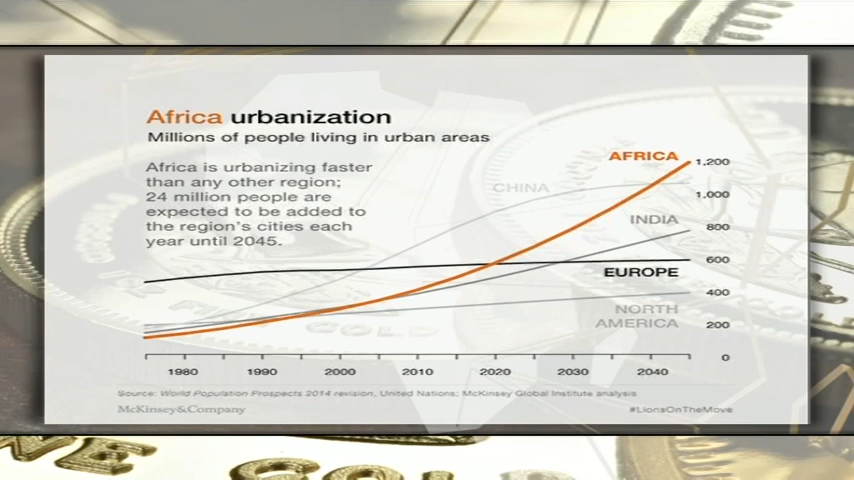 Africa urbanization
Millions of people living in urban areas
Africa is urbanizing faster
than any other region;
24 million people are
expected to be added to
the region's cities each
year until 2045.
AFRICA
CHINA
INDIA
EUROPE
NORTH
AMERICA
1,200
1,000
800
600
400
200
0
1980 1990 2000 2010 2020 2030 2040
Source: World Population Prospects 2014 revision, United Nations; McKinsey Global Institute analysis
McKinsey&Company
#LionsOnTheMove
GOLD
NE GOLD